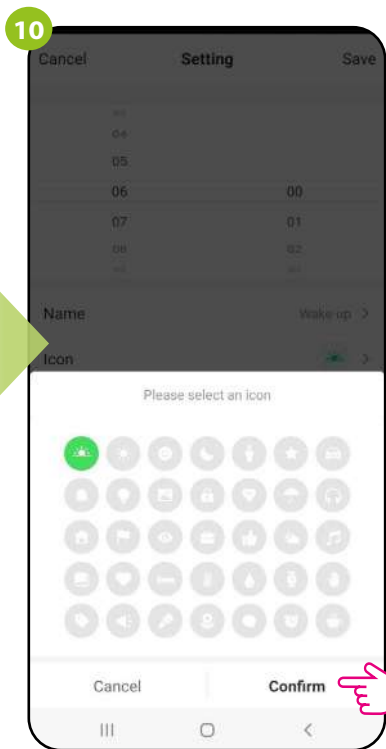 10
Cancel Setting Save
04
05
06 00
07 01
08 02
Name Wake up >
Icon >
Please select an icon
Cancel Confirm